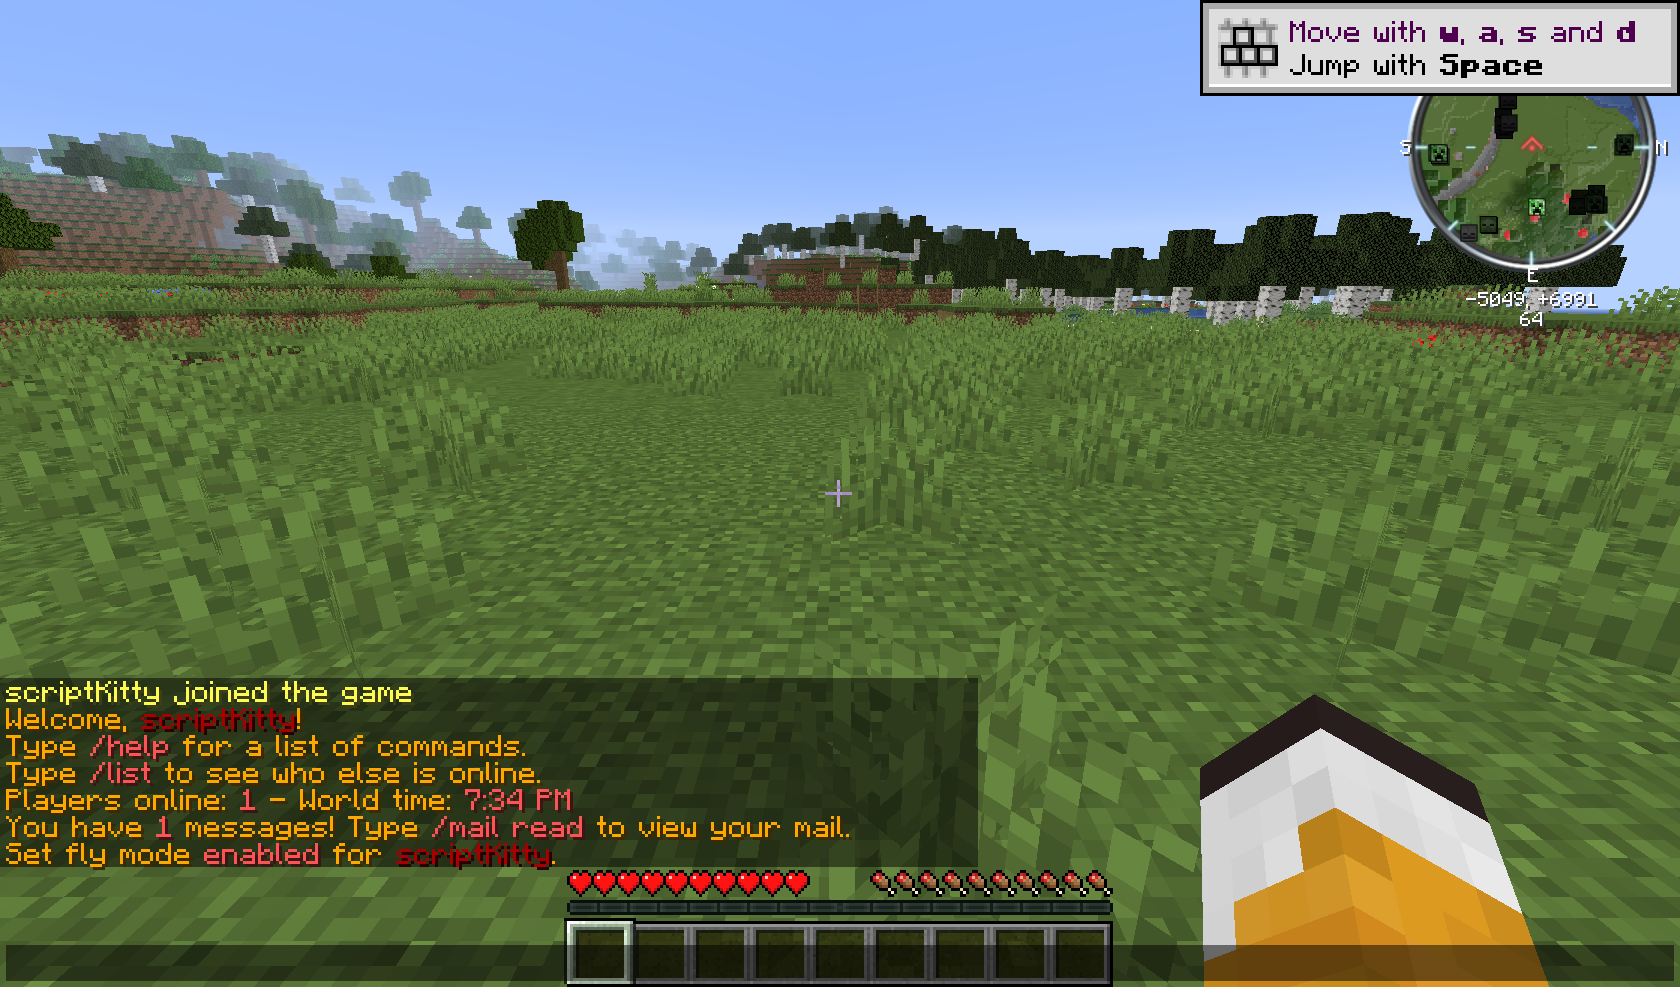 Move with w, a, s and d
Jump with Space
S
N
E
-5049, +6991
64
scriptKitty joined the game
Welcome, scriptKitty!
Type /help for a list of commands.
Type /list to see who else is online.
Players online: 1 - World time: 7:34 PM
You have 1 messages! Type /mail read to view your mail.
Set fly mode enabled for scriptKitty.